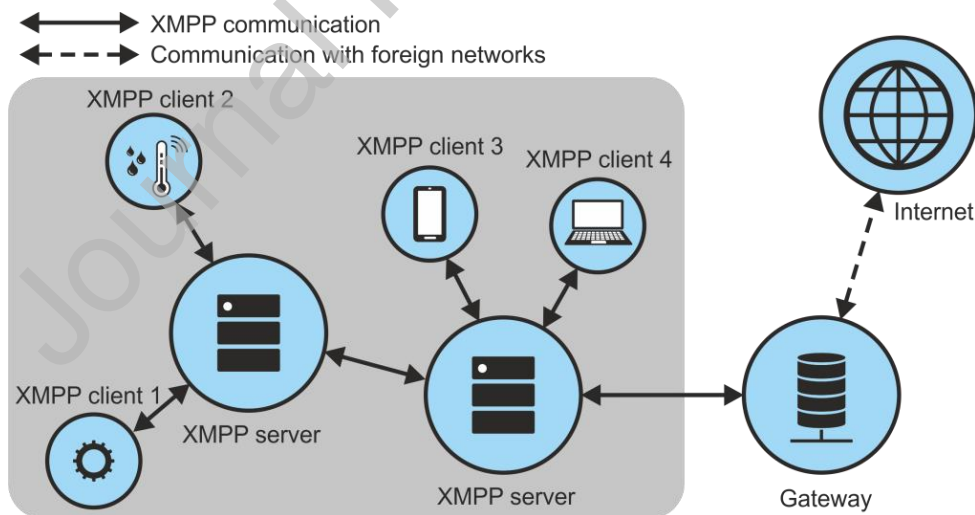 XMPP communication
Communication with foreign networks
XMPP client 2
XMPP client 3
XMPP client 4
Internet
XMPP client 1
XMPP server
XMPP server
Gateway
Journal